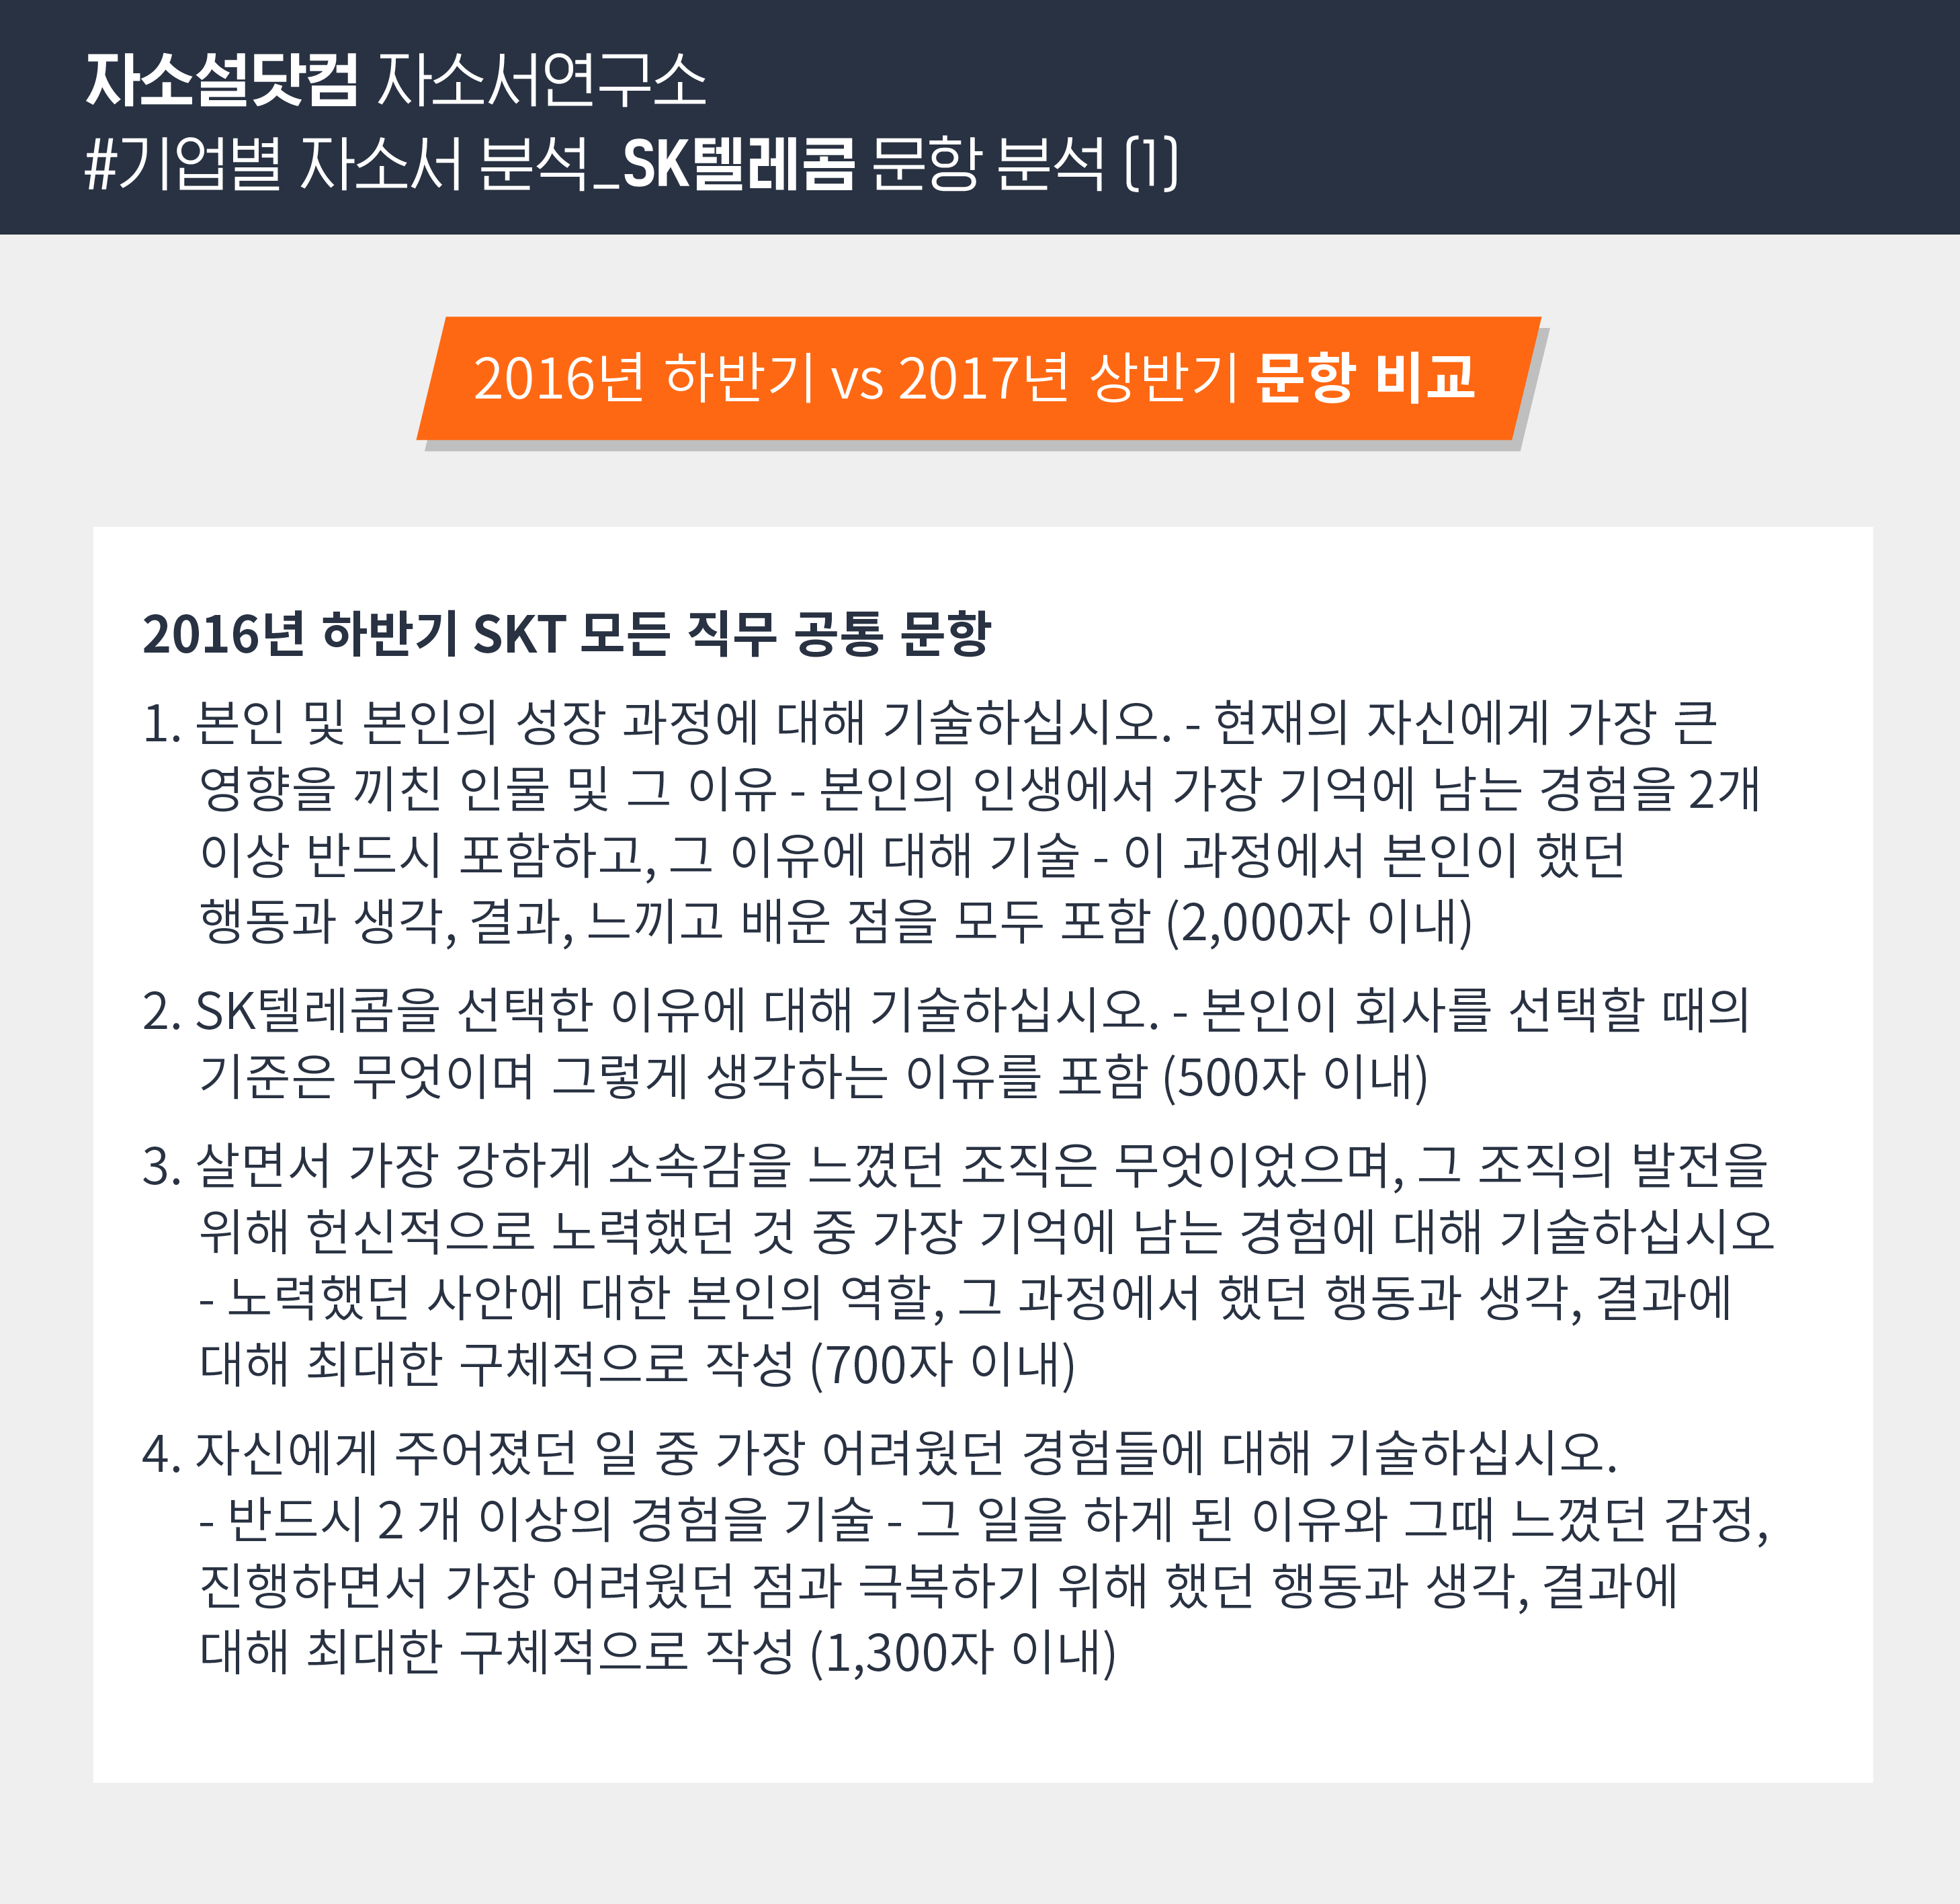 자소설닷컴 자소서연구소
#기업별 자소서 분석_SK텔레콤 문항 분석 (1)
2016년 하반기 vs 2017년 상반기 문항 비교
2016년 하반기 SKT 모든 직무 공통 문항
1. 본인 및 본인의 성장 과정에 대해 기술하십시오. - 현재의 자신에게 가장 큰
영향을 끼친 인물 및 그 이유 - 본인의 인생에서 가장 기억에 남는 경험을 2개
이상 반드시 포함하고, 그 이유에 대해 기술 - 이 과정에서 본인이 했던
행동과 생각, 결과, 느끼고 배운 점을 모두 포함 (2,000자 이내)
2. SK텔레콤을 선택한 이유에 대해 기술하십시오. - 본인이 회사를 선택할 때의
기준은 무엇이며 그렇게 생각하는 이유를 포함 (500자 이내)
3. 살면서 가장 강하게 소속감을 느꼈던 조직은 무엇이었으며, 그 조직의 발전을
위해 헌신적으로 노력했던 것 중 가장 기억에 남는 경험에 대해 기술하십시오
- 노력했던 사안에 대한 본인의 역할, 그 과정에서 했던 행동과 생각, 결과에
대해 최대한 구체적으로 작성 (700자 이내)
4. 자신에게 주어졌던 일 중 가장 어려웠던 경험들에 대해 기술하십시오.
- 반드시 2 개 이상의 경험을 기술 - 그 일을 하게 된 이유와 그때 느꼈던 감정,
진행하면서 가장 어려웠던 점과 극복하기 위해 했던 행동과 생각, 결과에
대해 최대한 구체적으로 작성 (1,300자 이내)